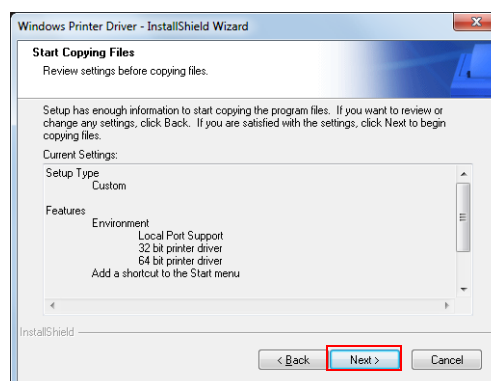 Windows Printer Driver - InstallShield Wizard
Start Copying Files
Review settings before copying files.
Setup has enough information to start copying the program files. If you want to review or
change any settings, click Back. If you are satisfied with the settings, click Next to begin
copying files.
Current Settings:
Setup Type
Custom
Features
Environment
Local Port Support
32 bit printer driver
64 bit printer driver
Add a shortcut to the Start menu
InstallShield
< Back
Next >
Cancel